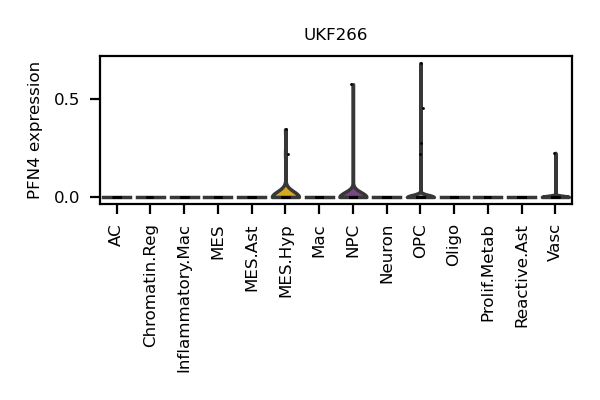 UKF266
PFN4 expression
0.5
0.0
AC
Chromatin.Reg
Inflammatory.Mac
MES
MES.Ast
MES.Hyp
Mac
NPC
Neuron
OPC
Oligo
Prolif.Metab
Reactive.Ast
Vasc